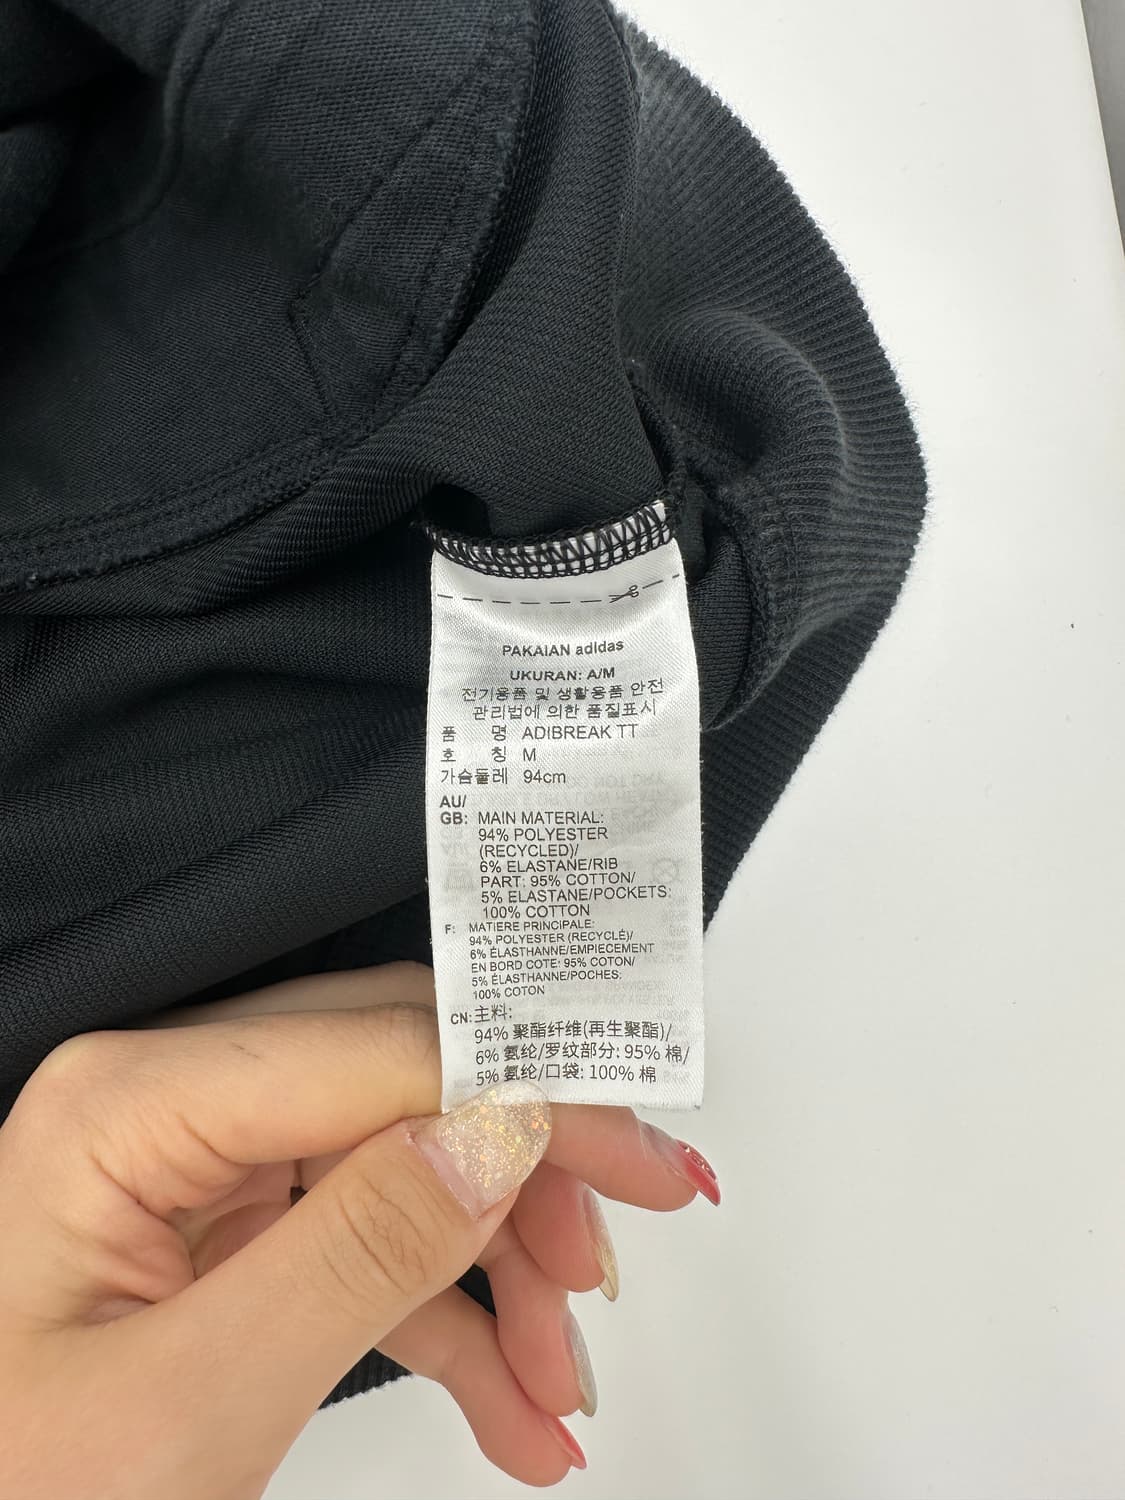 PAKAIAN adidas
UKURAN: A/M
전기용품 및 생활용품 안전
관리법에 의한 품질표시
품 명 ADIBREAK TT
호 칭 M
가슴둘레 94cm
AU/
GB: MAIN MATERIAL:
94% POLYESTER
(RECYCLED)/
6% ELASTANE/RIB
PART: 95% COTTON/
5% ELASTANE/POCKETS:
100% COTTON
F: MATIERE PRINCIPALE:
94% POLYESTER (RECYCLÉ)/
6% ÉLASTHANNE/EMPIECEMENT
EN BORD COTE: 95% COTON/
5% ÉLASTHANNE/POCHES:
100% COTON
CN: 主料:
94% 聚酯纤维(再生聚酯)/
6% 氨纶/罗纹部分: 95% 棉/
5% 氨纶/口袋: 100% 棉